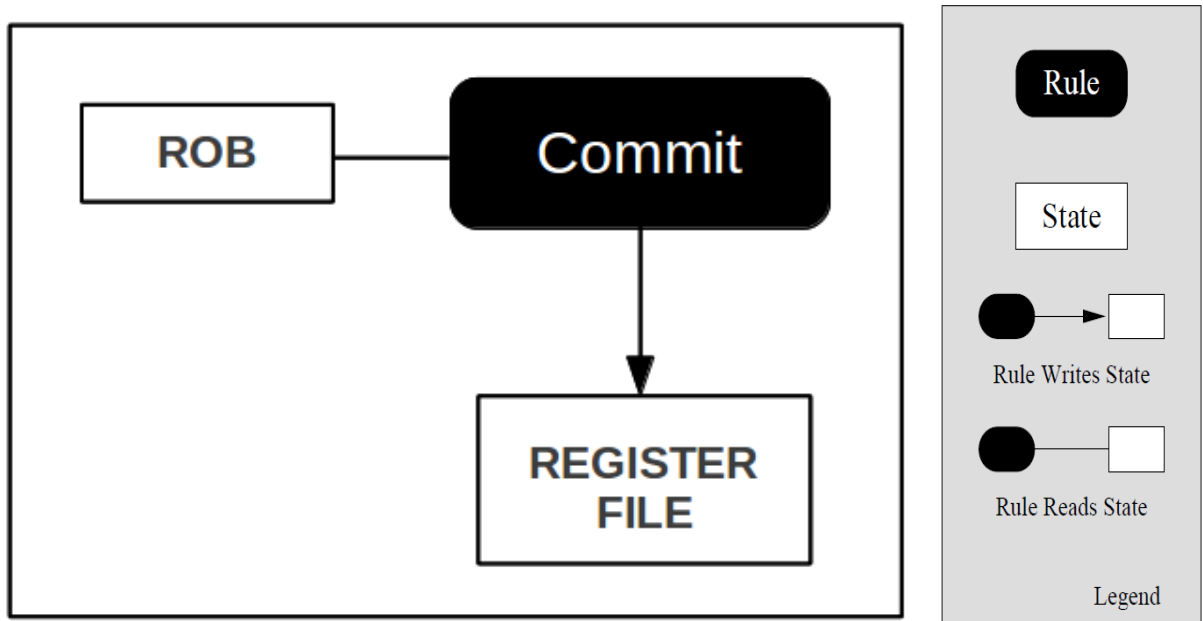 ROB
Commit
REGISTER
FILE
Rule
State
Rule Writes State
Rule Reads State
Legend